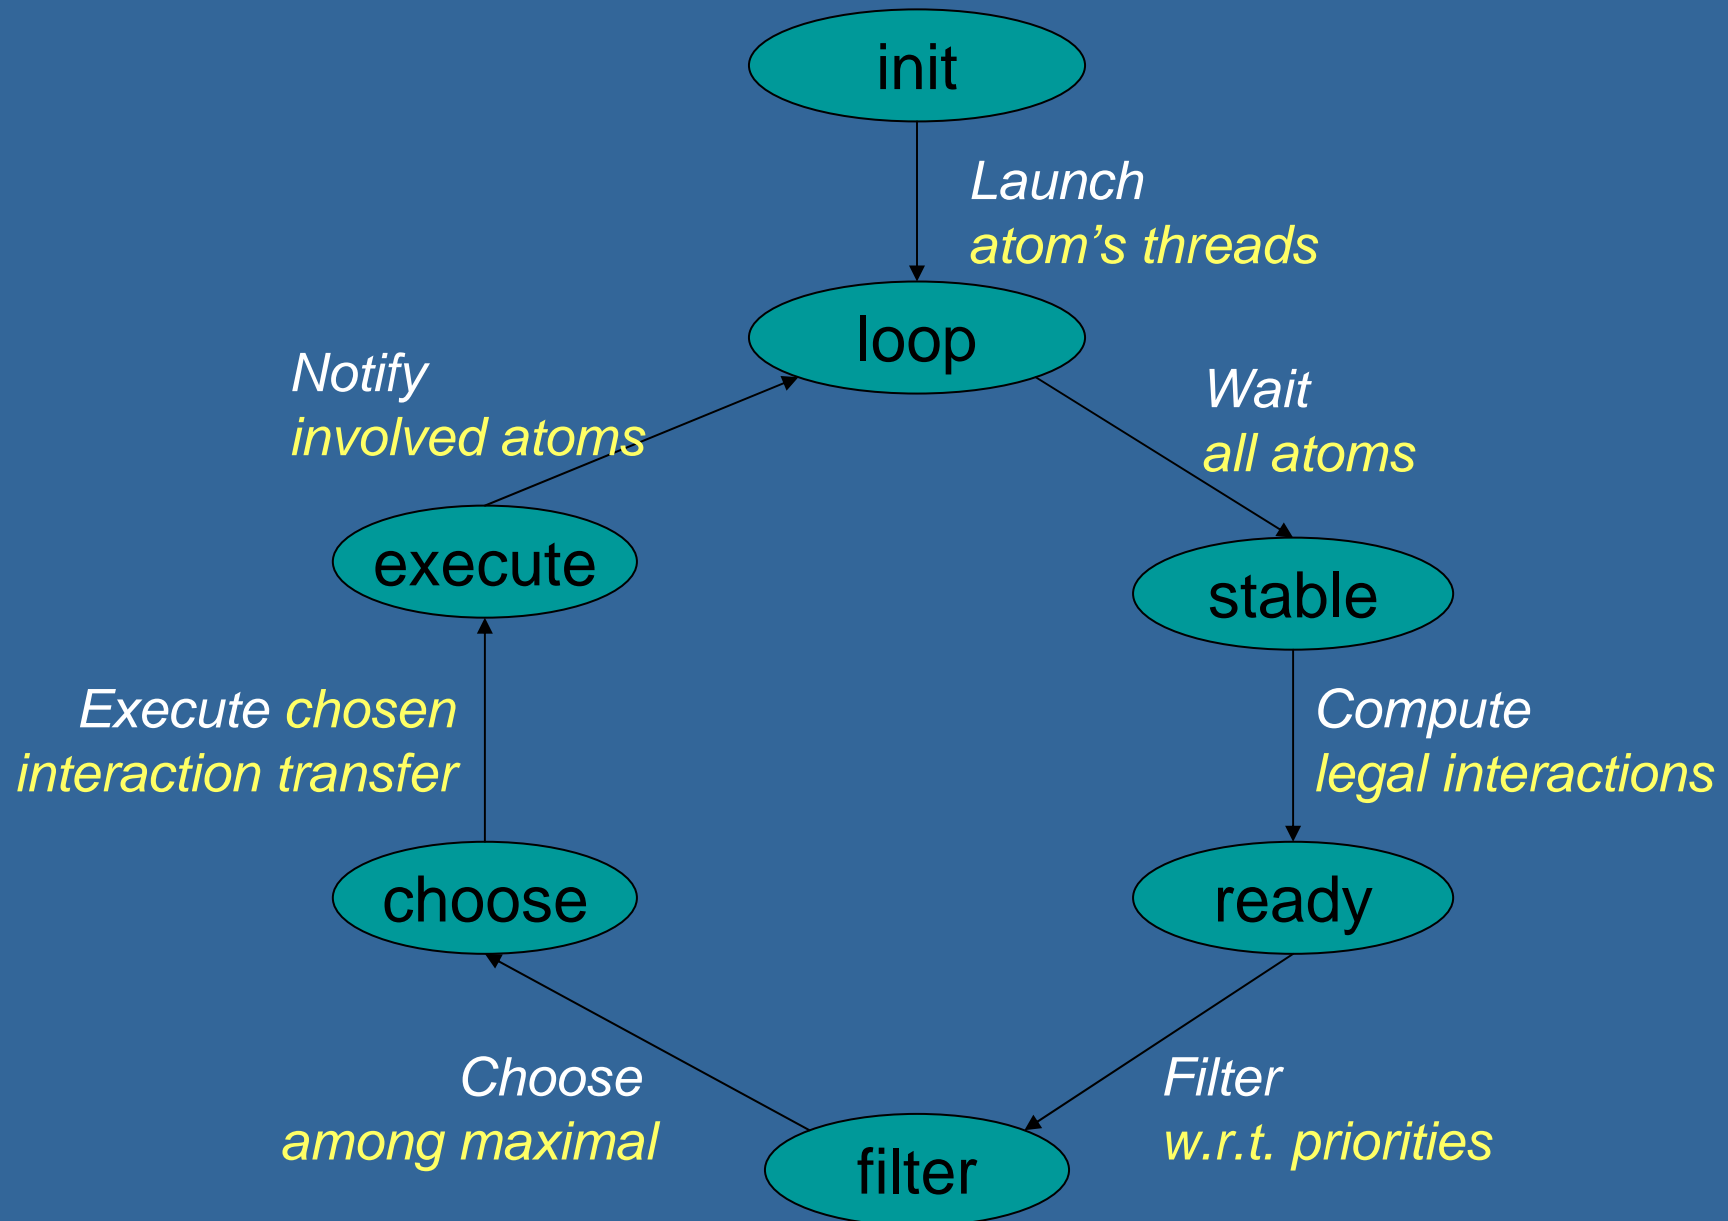 init
Launch
atom’s threads
loop
Notify
involved atoms
Wait
all atoms
execute
stable
Execute chosen
interaction transfer
Compute
legal interactions
choose
ready
Choose
among maximal
Filter
w.r.t. priorities
filter